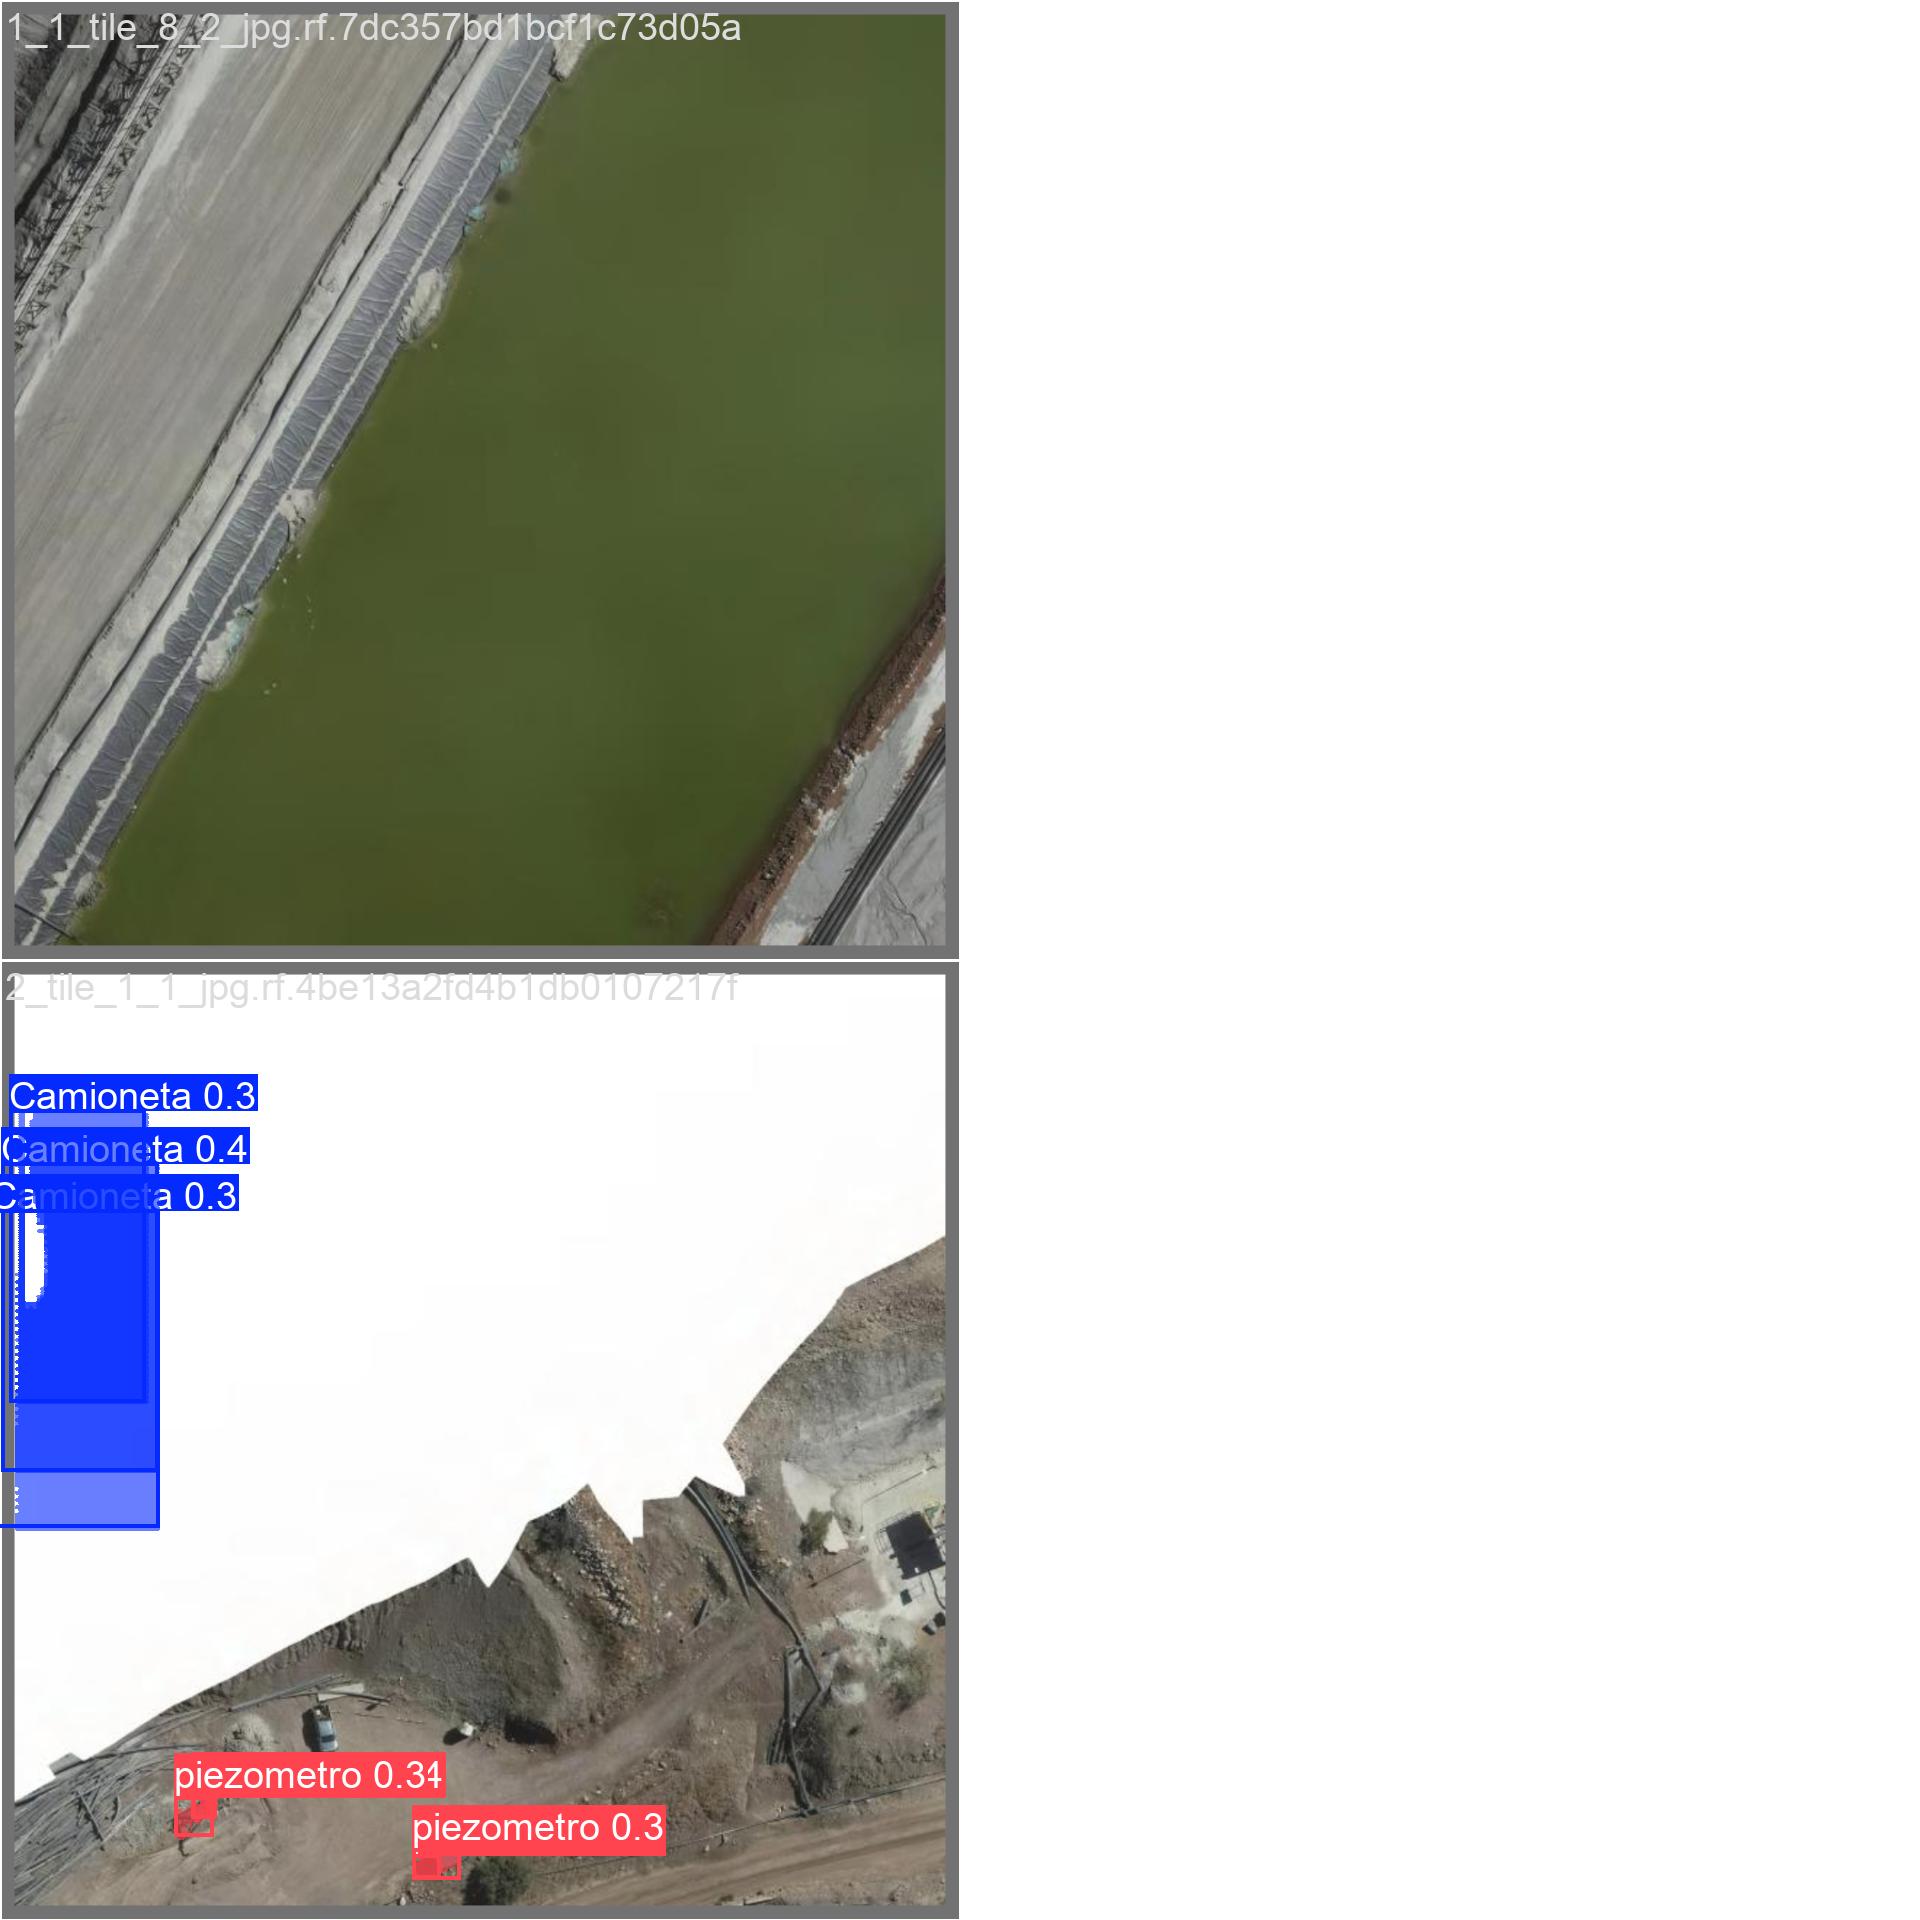 1_1_tile_8_2_jpg.rf.7dc357bd1bcf1c73d05a
2_tile_1_1_jpg.rf.4be13a2fd4b1db0107217f
Camioneta 0.3
Camioneta 0.4
Camioneta 0.3
piezometro 0.34
piezometro 0.3